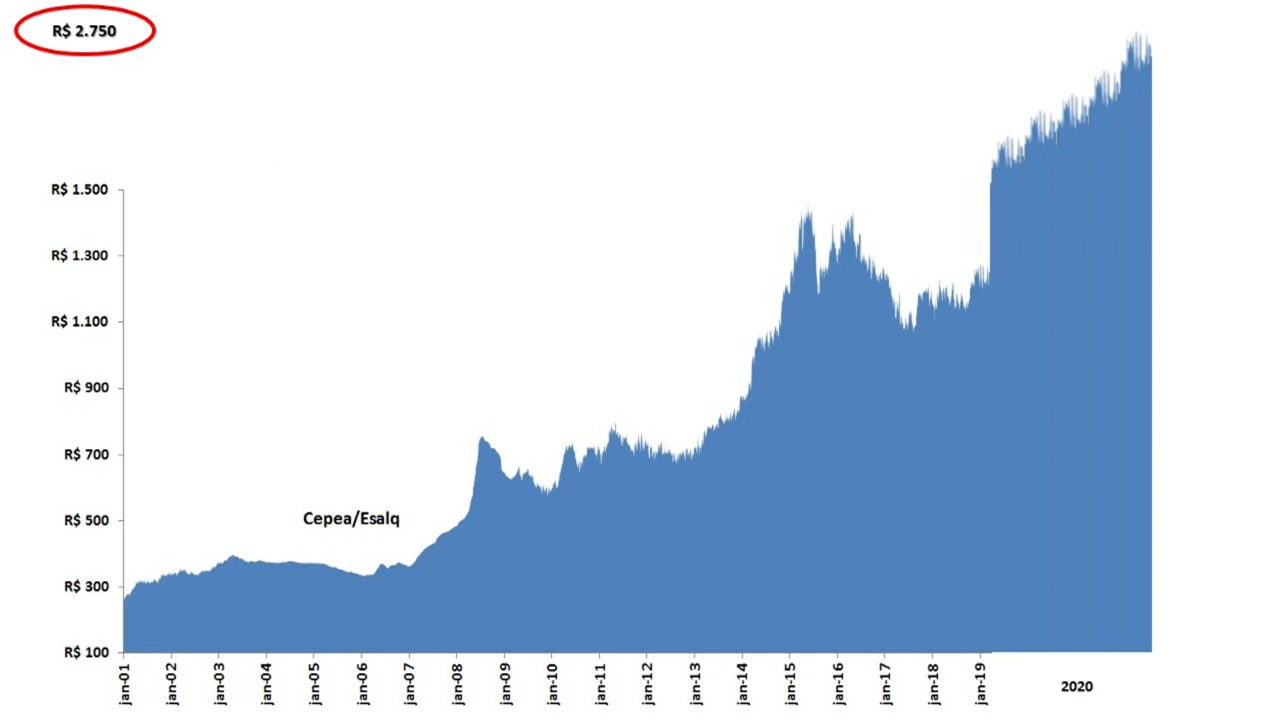 R$ 2.750
R$ 1.500
R$ 1.300
R$ 1.100
R$ 900
R$ 700
R$ 500
R$ 300
R$ 100
Cepea/Esalq
jan-01
jan-02
jan-03
jan-04
jan-05
jan-06
jan-07
jan-08
jan-09
jan-10
jan-11
jan-12
jan-13
jan-14
jan-15
jan-16
jan-17
jan-18
jan-19
2020